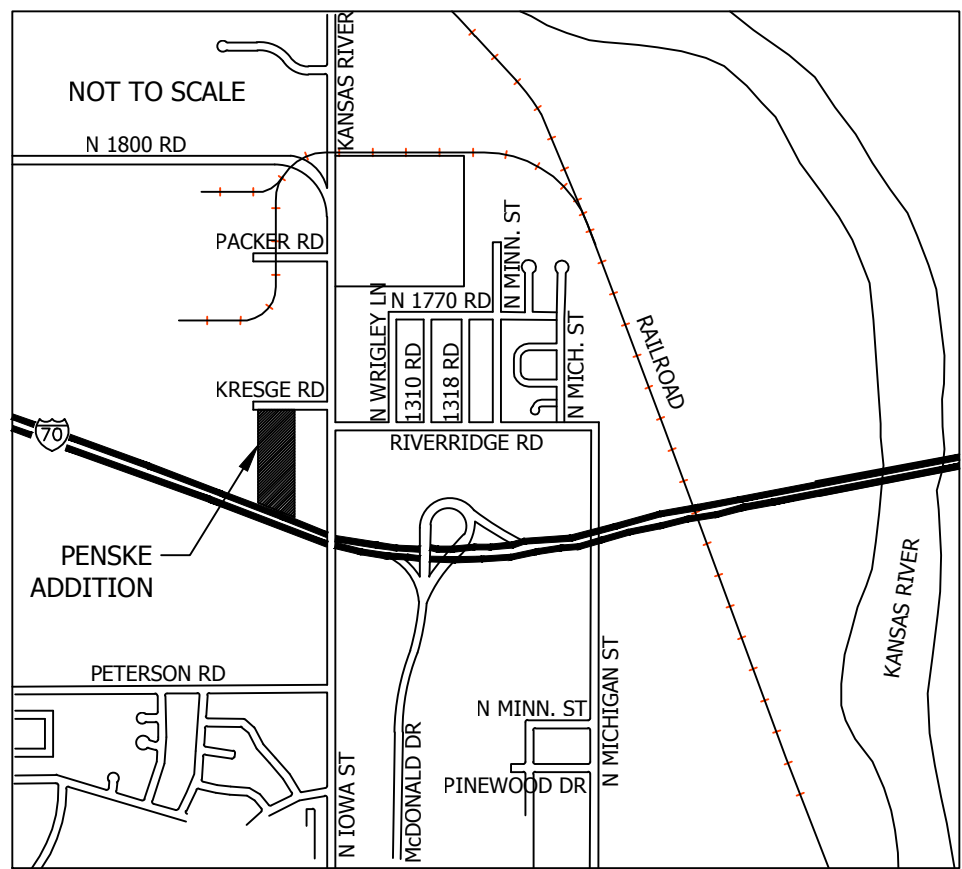 KANSAS RIVER
NOT TO SCALE
N 1800 RD
PACKER RD
N MINN. ST
N 1770 RD
N WRIGLEY LN
1310 RD
1318 RD
N MICH. ST
RAILROAD
KRESGE RD
RIVERRIDGE RD
70
PENSKE
ADDITION
KANSAS RIVER
PETERSON RD
N MINN. ST
N MICHIGAN ST
PINEWOOD DR
N IOWA ST
McDONALD DR